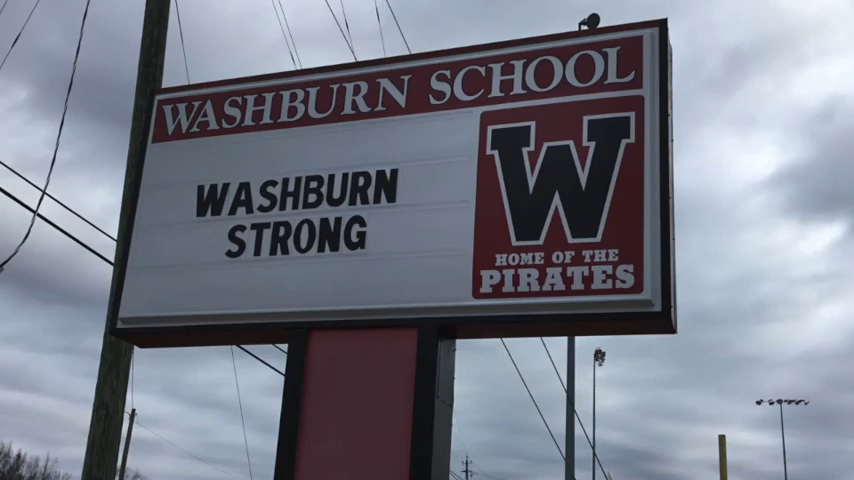 WASHBURN SCHOOL
WASHBURN
STRONG
W
HOME OF THE
PIRATES